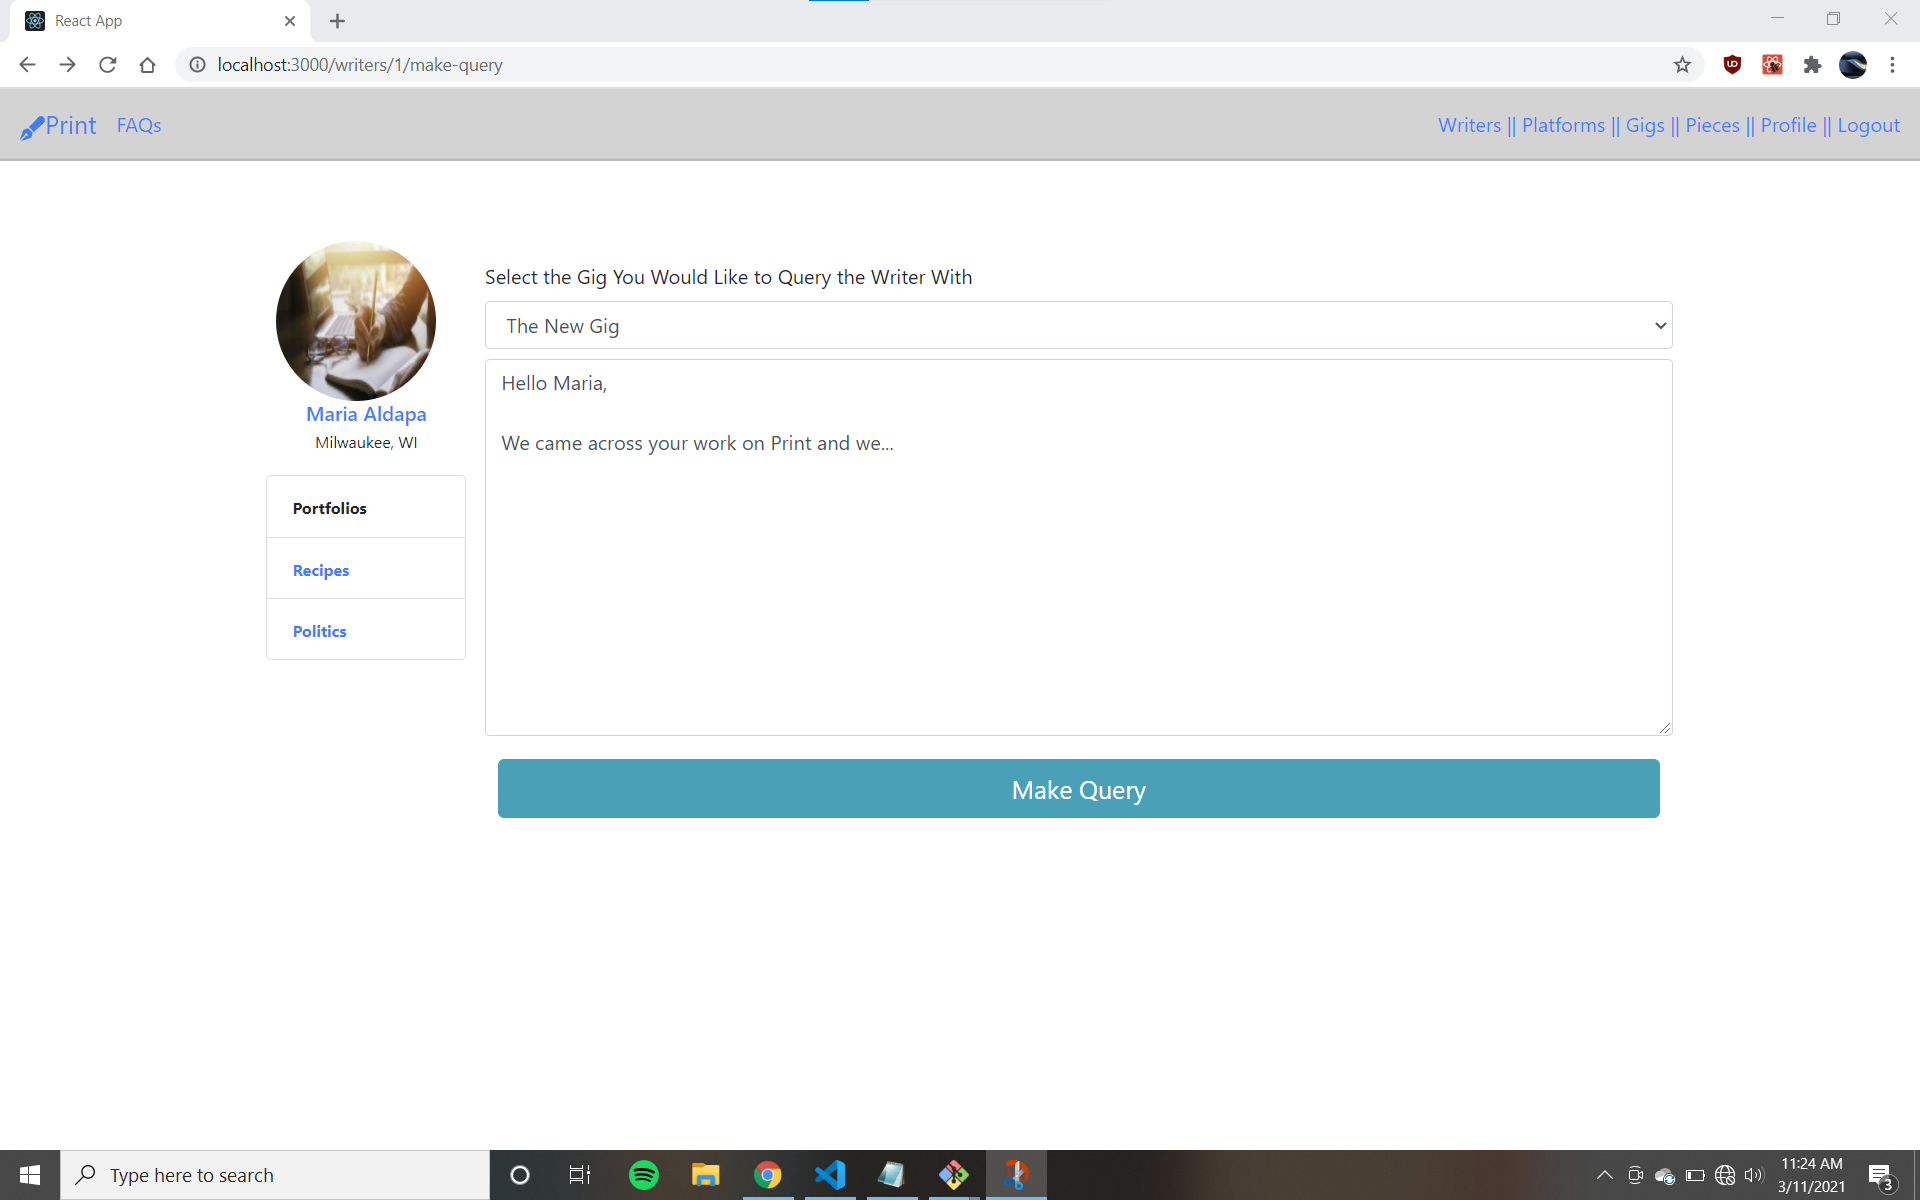 React App
localhost:3000/writers/1/make-query
Print FAQs Writers || Platforms || Gigs || Pieces || Profile || Logout
Select the Gig You Would Like to Query the Writer With
The New Gig
Hello Maria,
We came across your work on Print and we...
Maria Aldapa
Milwaukee, WI
Portfolios
Recipes
Politics
Make Query
Type here to search
11:24 AM
3/11/2021
3